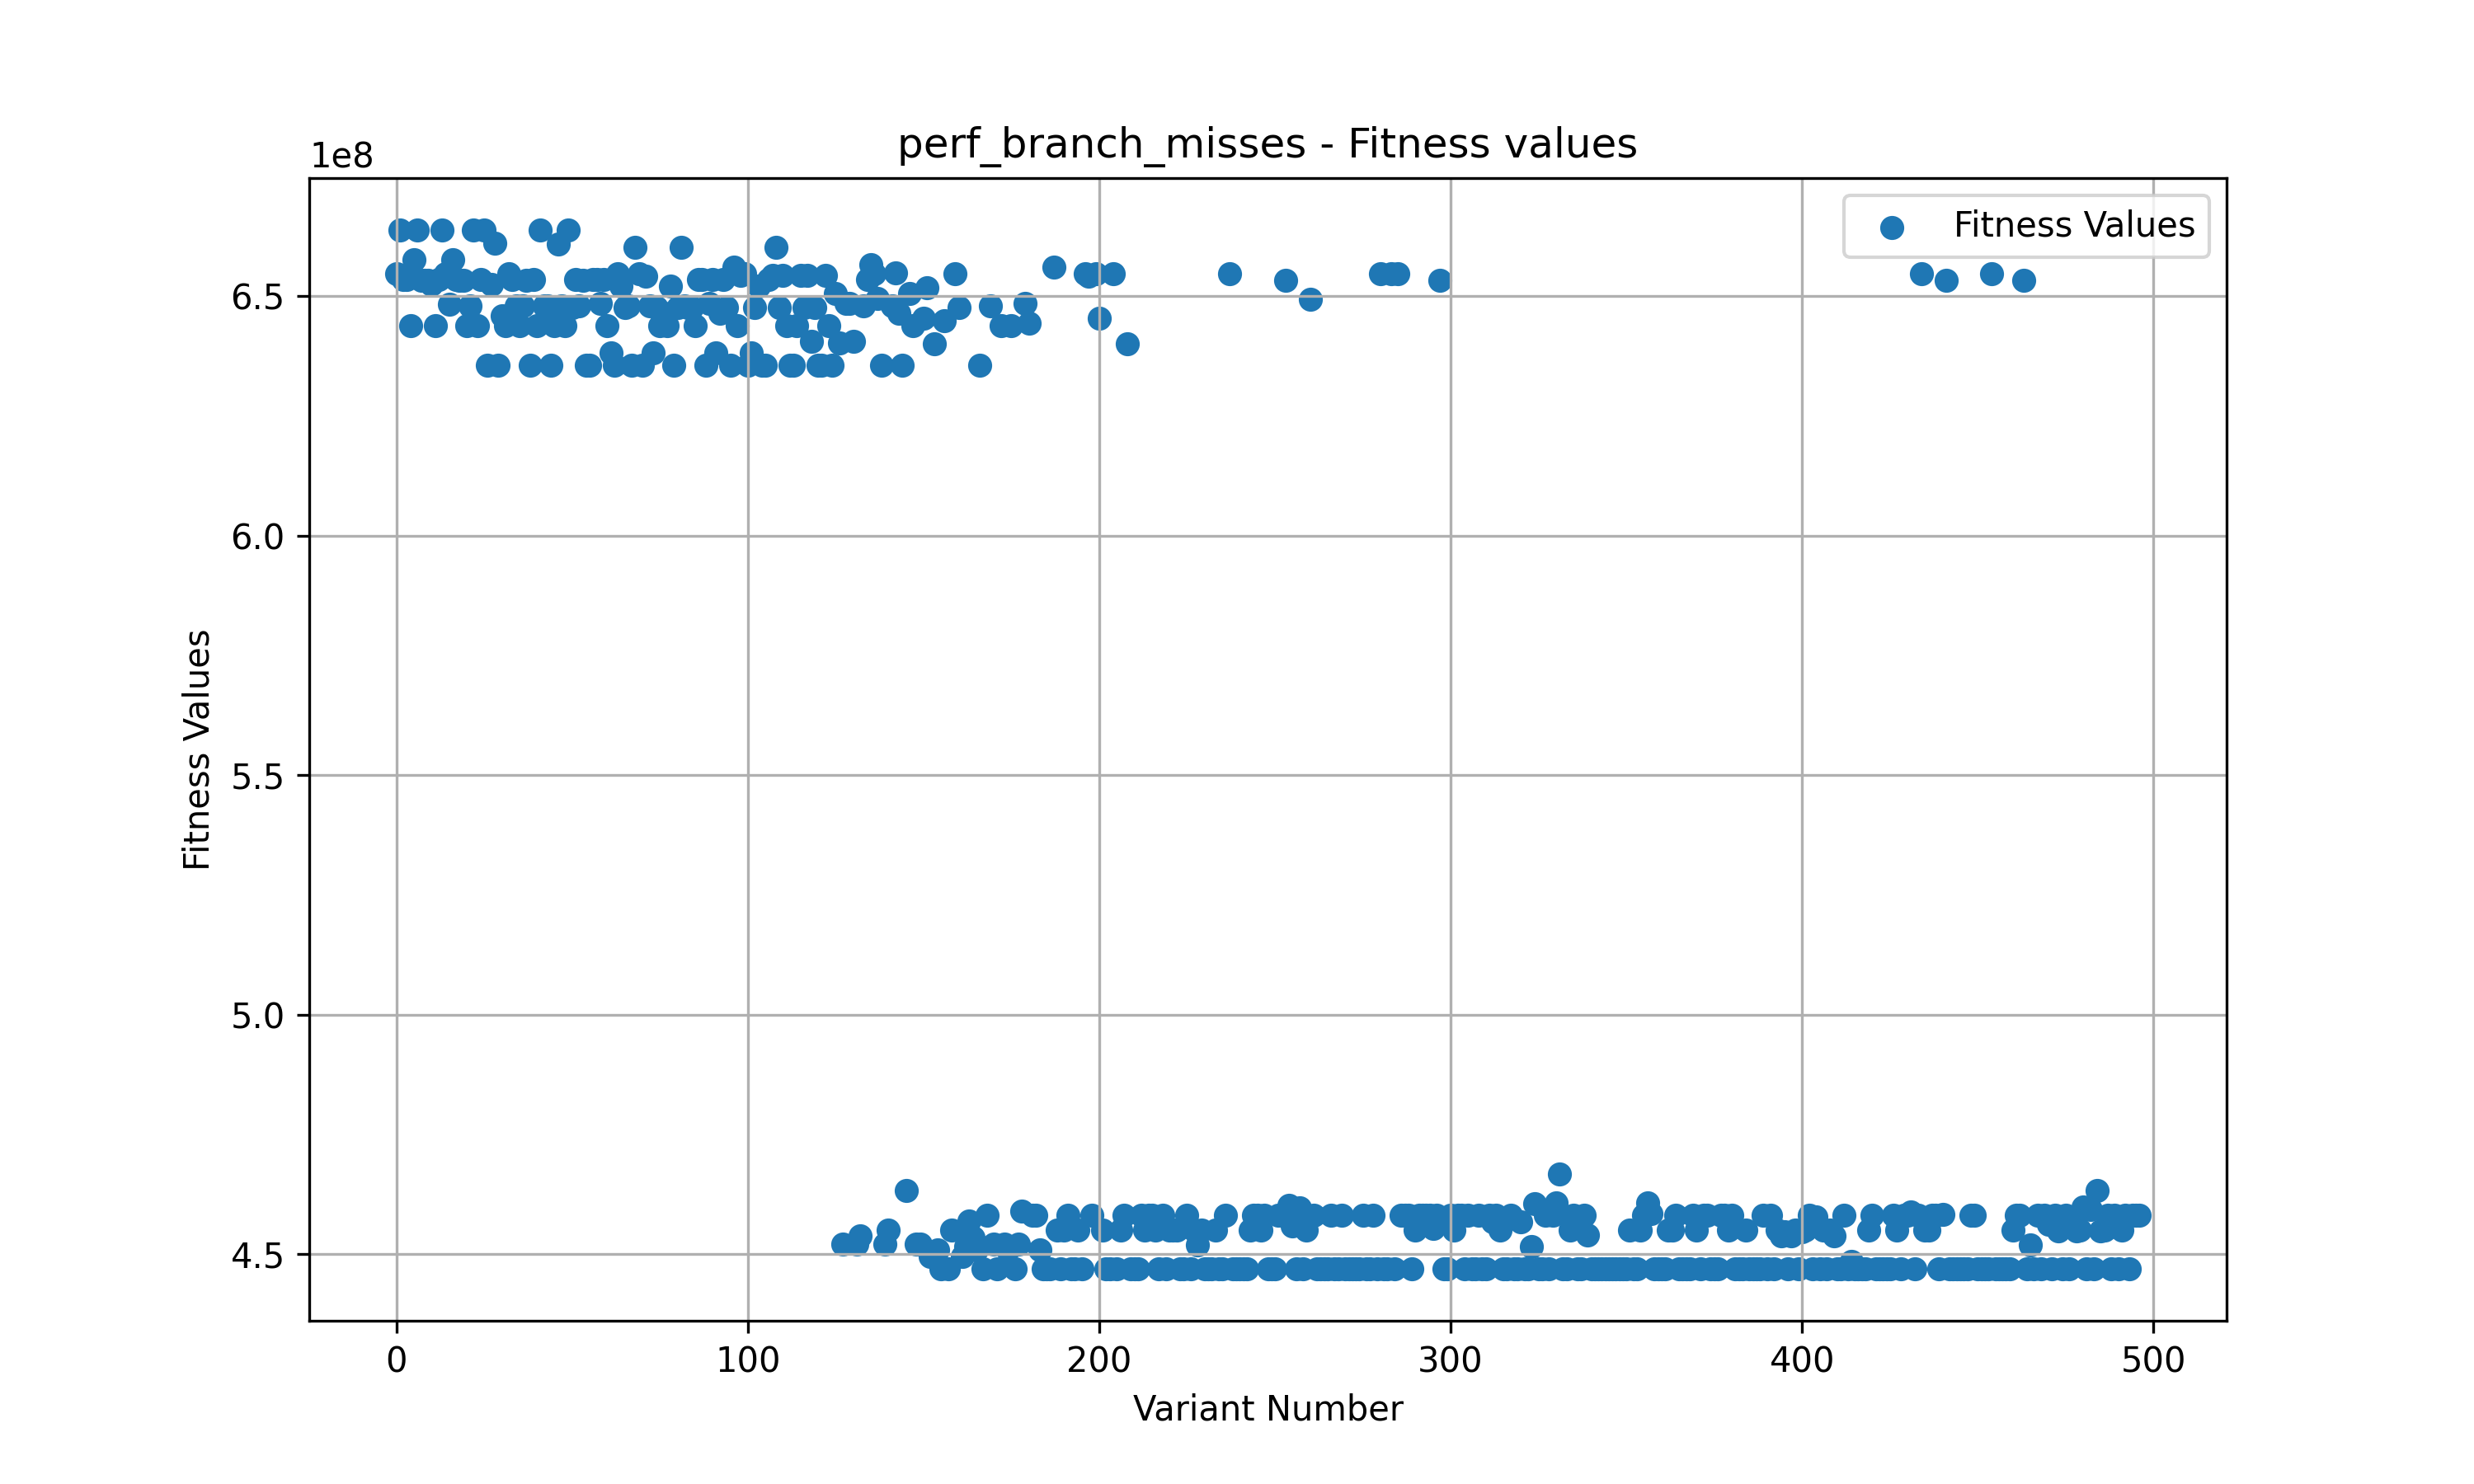 perf_branch_misses - Fitness values
1e8
Fitness Values
6.5
6.0
5.5
5.0
4.5
Fitness Values
0 100 200 300 400 500
Variant Number